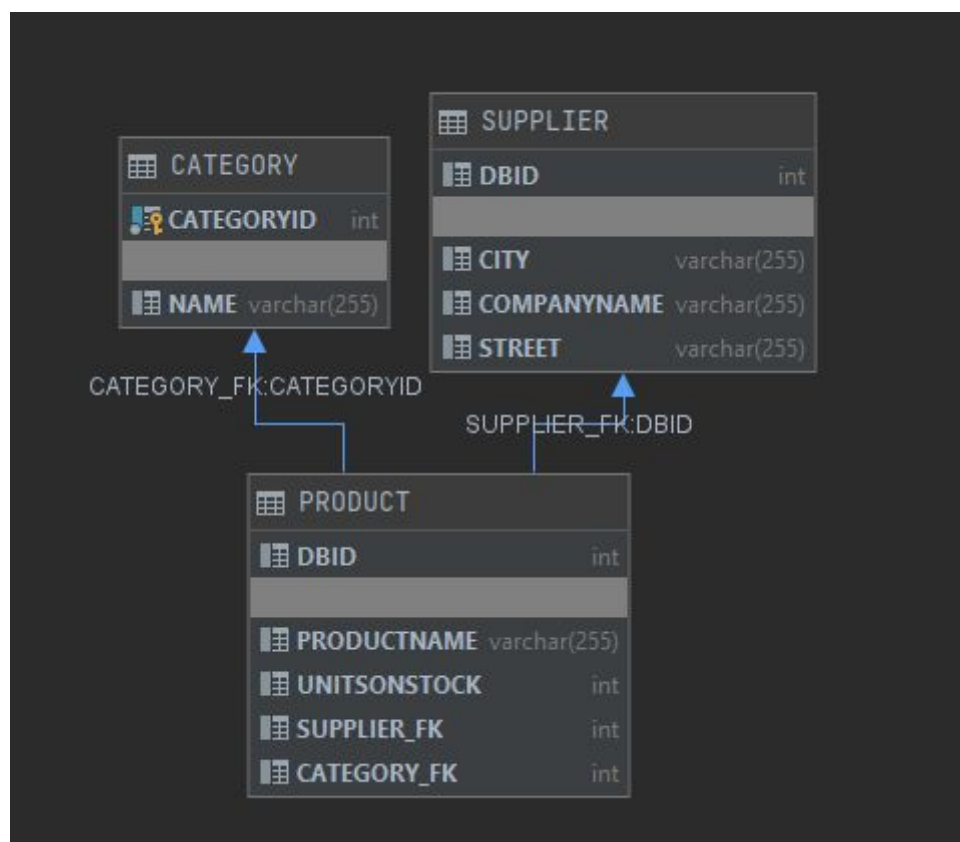 CATEGORY
CATEGORYID int
NAME varchar(255)
SUPPLIER
DBID int
CITY varchar(255)
COMPANYNAME varchar(255)
STREET varchar(255)
CATEGORY_FK:CATEGORYID
SUPPLIER_FK:DBID
PRODUCT
DBID int
PRODUCTNAME varchar(255)
UNITSONSTOCK int
SUPPLIER_FK int
CATEGORY_FK int